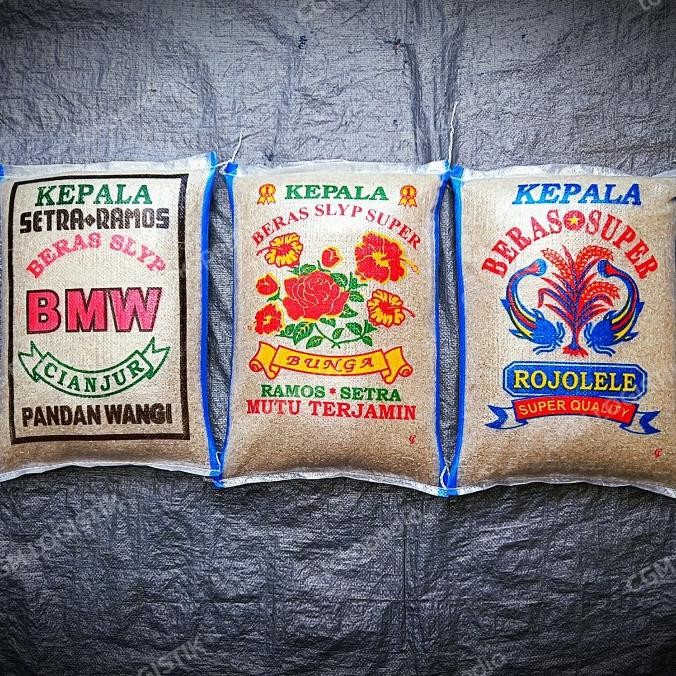 KEPALA
SETRA RAMOS
BERAS SLYP
BMW
CIANJUR
PANDAN WANGI
KEPALA
BERAS SLYP SUPER
BUNGA
RAMOS * SETRA
MUTU TERJAMIN
KEPALA
BERAS SUPER
ROJOLELE
SUPER QUALITY